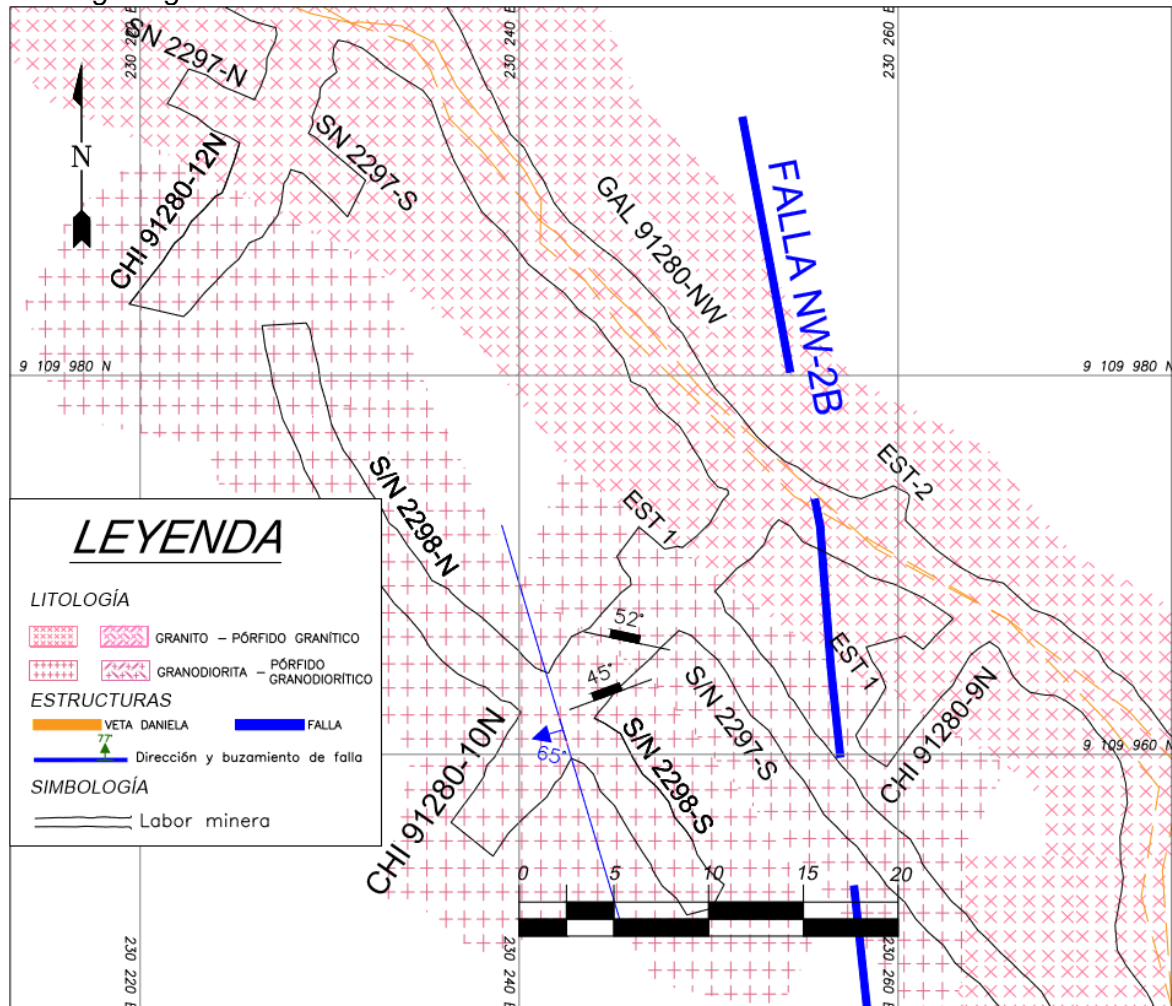 230 220 E
230 240 E
230 260 E
SN 2297-N
SN 2297-S
N
CHI 91280-12N
GAL 91280-NW
FALLA NW-2B
9 109 980 N
9 109 980 N
EST-2
S/N 2298-N
EST 1
52°
45°
65°
S/N 2297-S
EST 1
CHI 91280-9N
9 109 960 N
S/N 2298-S
CHI 91280-10N
LEYENDA
LITOLOGÍA
GRANITO – PÓRFIDO GRANÍTICO
GRANODIORITA – PÓRFIDO
GRANODIORÍTICO
ESTRUCTURAS
VETA DANIELA
FALLA
77°
Dirección y buzamiento de falla
SIMBOLOGÍA
Labor minera
0 5 10 15 20
230 220 E
230 240 E
230 260 E